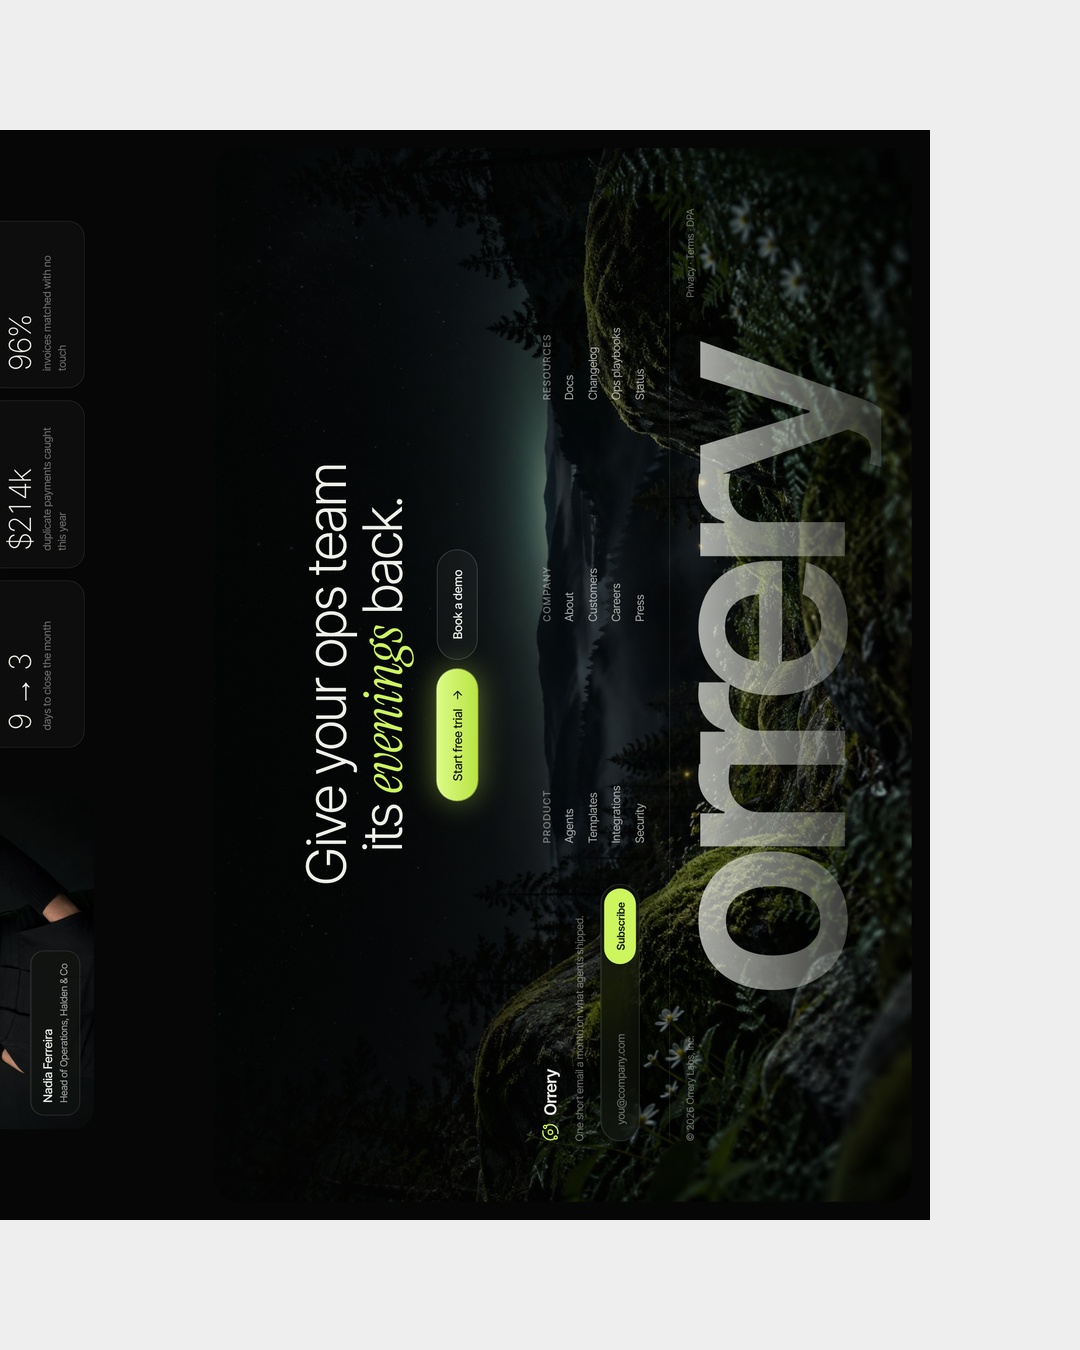 Nadia Ferreira
Head of Operations, Halden & Co
9 → 3
days to close the month
$214k
duplicate payments caught
this year
96%
invoices matched with no
touch
Give your ops team
its evenings back.
Start free trial →
Book a demo
Orrery
One short email a month on what agents shipped.
you@company.com
Subscribe
PRODUCT
Agents
Templates
Integrations
Security
COMPANY
About
Customers
Careers
Press
RESOURCES
Docs
Changelog
Ops playbooks
Status
© 2026 Orrery Labs, Inc.
Privacy · Terms · DPA
orrery